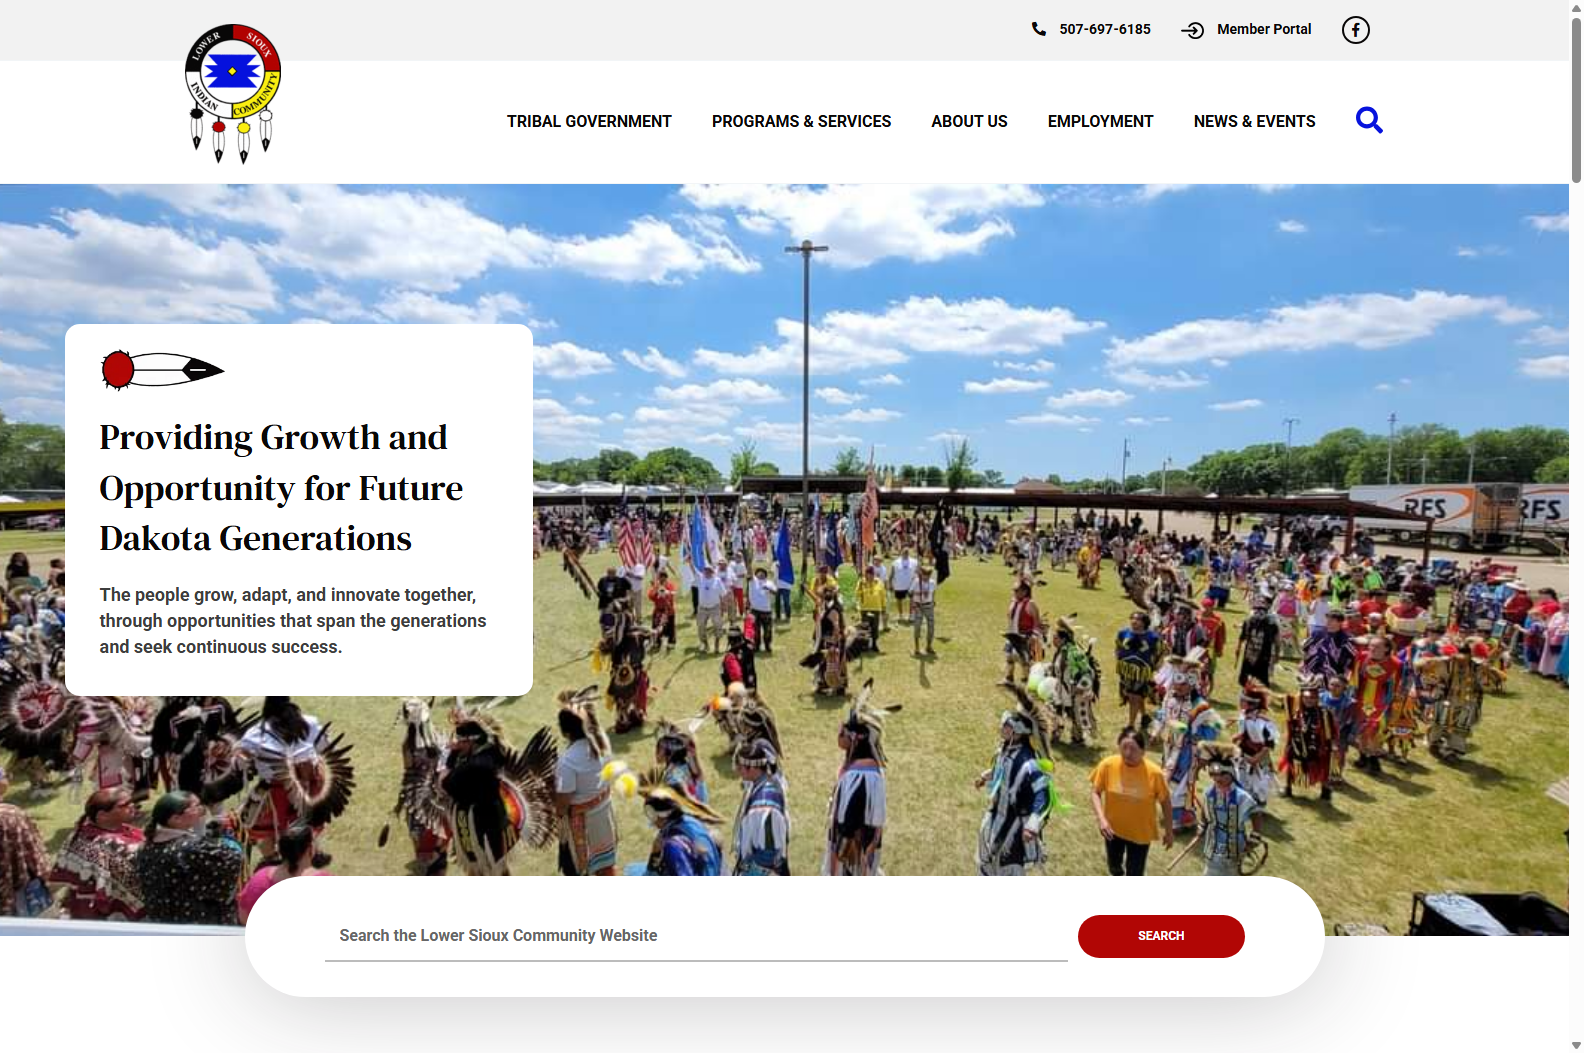 507-697-6185
Member Portal
LOWER SIOUX
INDIAN COMMUNITY
TRIBAL GOVERNMENT
PROGRAMS & SERVICES
ABOUT US
EMPLOYMENT
NEWS & EVENTS
Providing Growth and
Opportunity for Future
Dakota Generations
The people grow, adapt, and innovate together,
through opportunities that span the generations
and seek continuous success.
RFS
RFS
Search the Lower Sioux Community Website
SEARCH